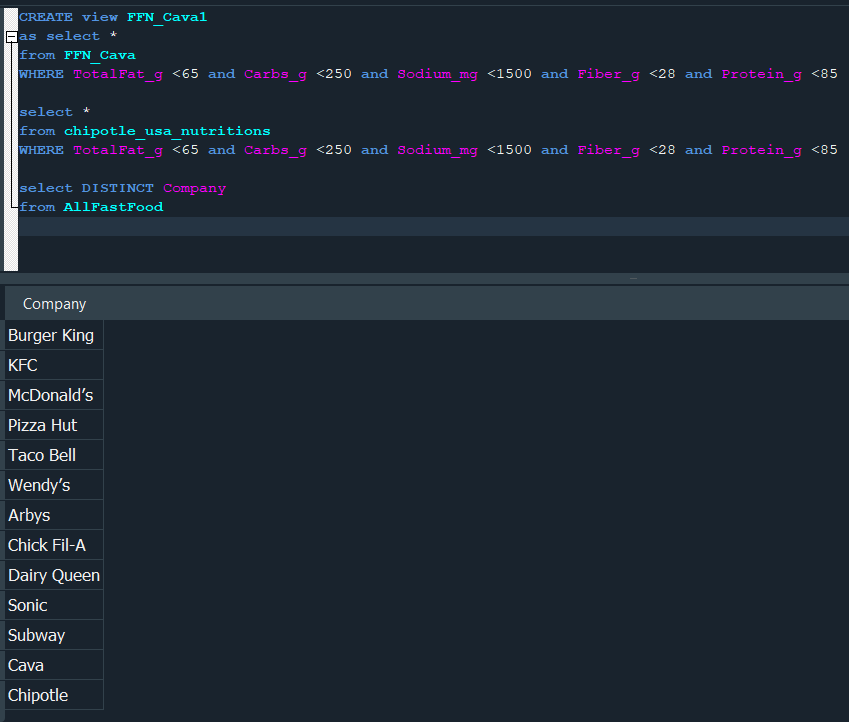 CREATE view FFN_Cava1
as select *
from FFN_Cava
WHERE TotalFat_g <65 and Carbs_g <250 and Sodium_mg <1500 and Fiber_g <28 and Protein_g <85
select *
from chipotle_usa_nutritions
WHERE TotalFat_g <65 and Carbs_g <250 and Sodium_mg <1500 and Fiber_g <28 and Protein_g <85
select DISTINCT Company
from AllFastFood
Company
Burger King
KFC
McDonald’s
Pizza Hut
Taco Bell
Wendy’s
Arbys
Chick Fil-A
Dairy Queen
Sonic
Subway
Cava
Chipotle